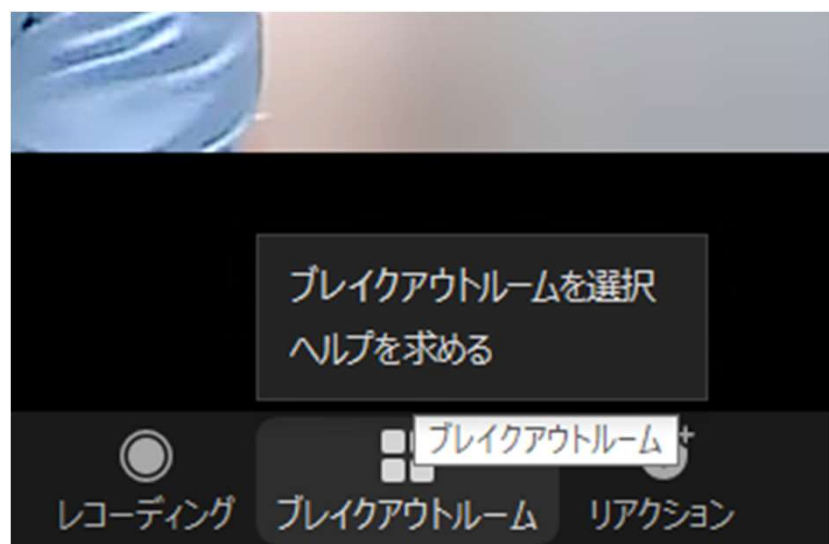 ブレイクアウトルームを選択
ヘルプを求める
ブレイクアウトルーム
レコーディング
ブレイクアウトルーム
リアクション